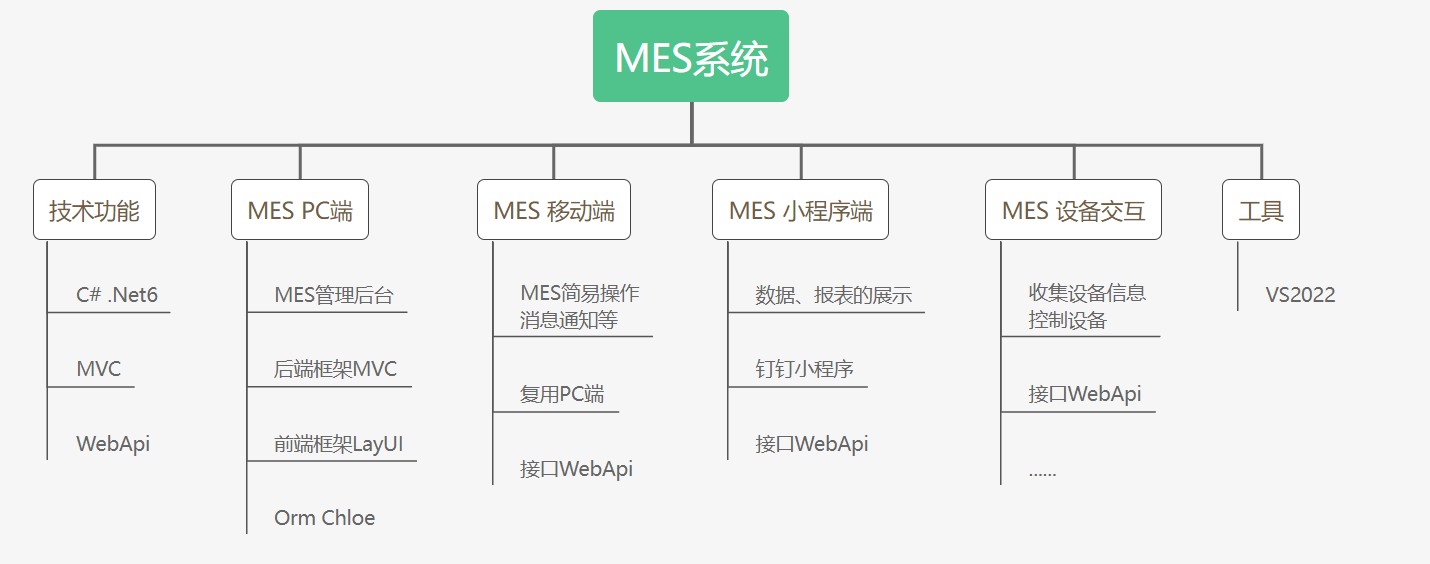 MES系统
技术功能
C# .Net6
MVC
WebApi
MES PC端
MES管理后台
后端框架MVC
前端框架LayUI
Orm Chloe
MES 移动端
MES简易操作
消息通知等
复用PC端
接口WebApi
MES 小程序端
数据、报表的展示
钉钉小程序
接口WebApi
MES 设备交互
收集设备信息
控制设备
接口WebApi
......
工具
VS2022